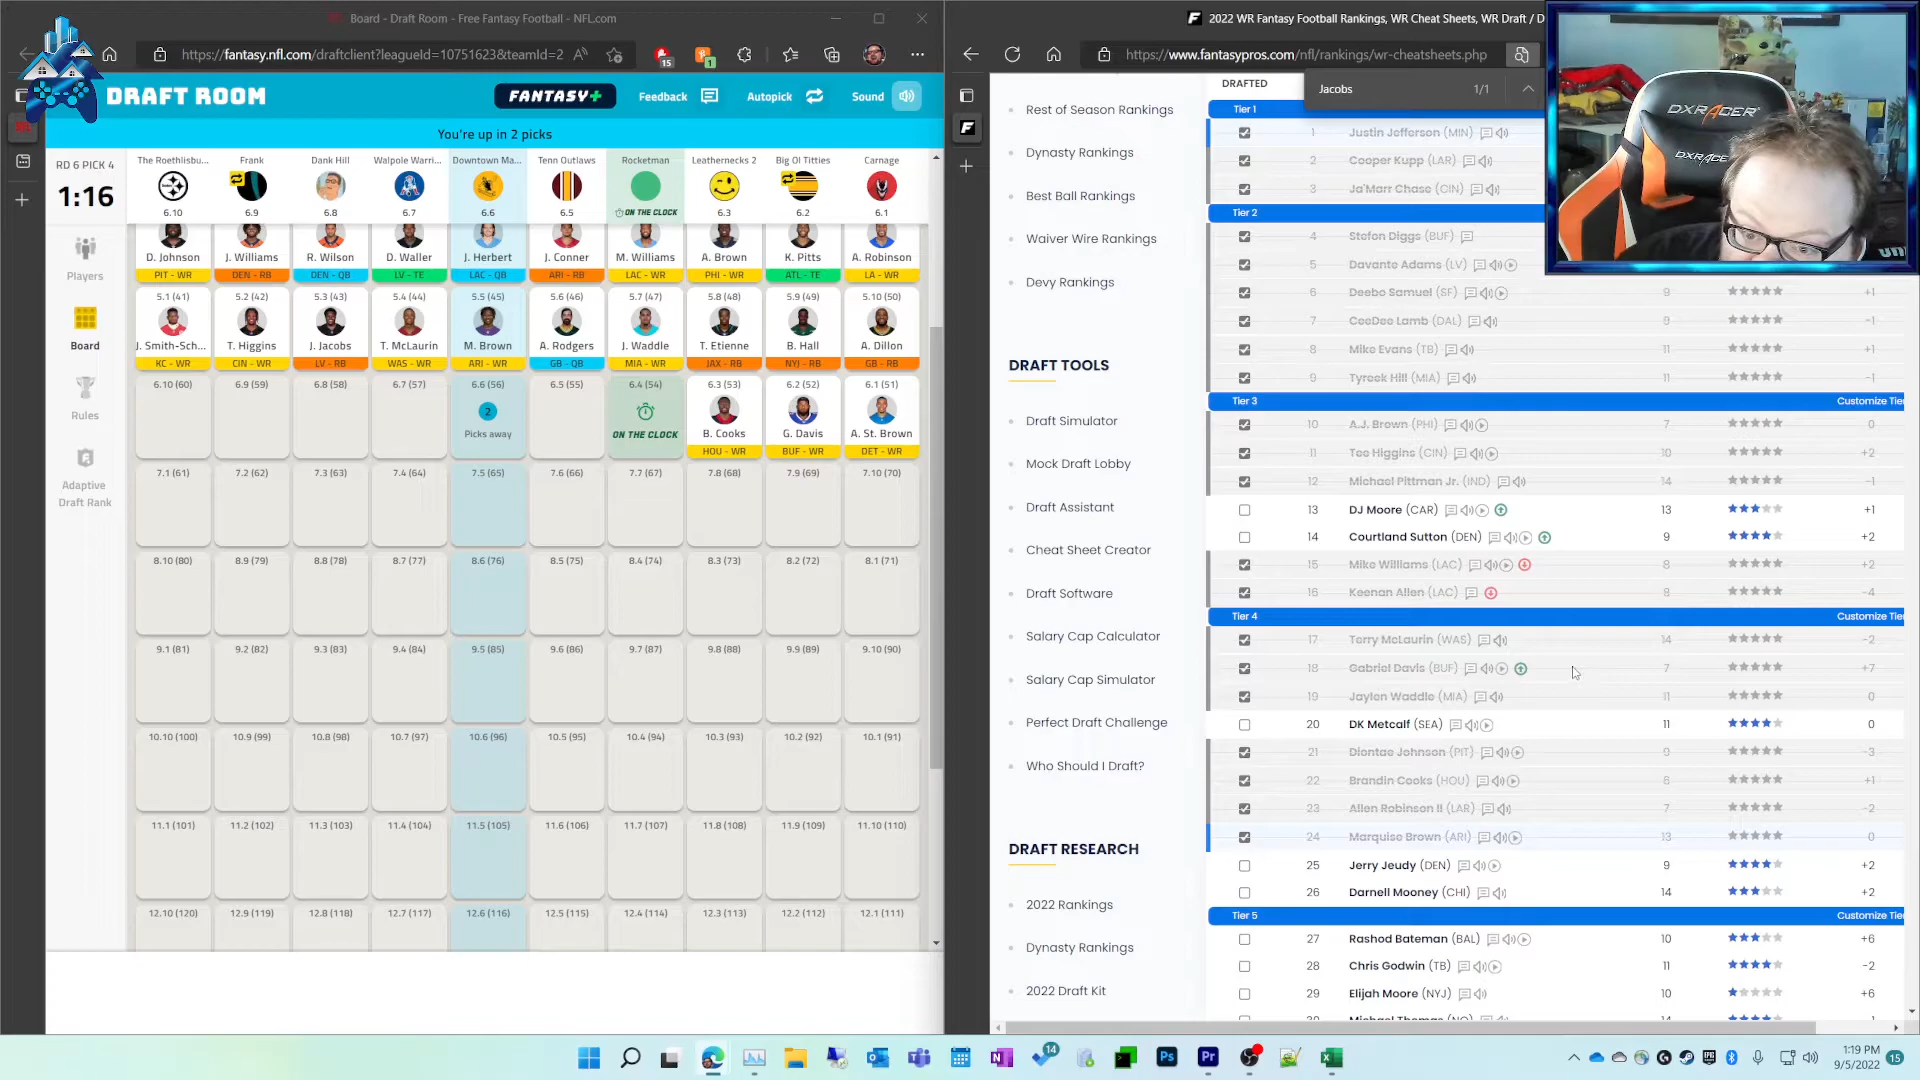 Board - Draft Room - Free Fantasy Football - NFL.com
https://fantasy.nfl.com/draftclient?leagueId=10751623&teamId=2
15
1
DRAFT ROOM
FANTASY+
Feedback
Autopick
Sound
You're up in 2 picks
RD 6 PICK 4
1:16
The Roethlisbu... Frank Dank Hill Walpole Warri... Downtown Ma... Tenn Outlaws Rocketman Leathernecks 2 Big Ol Titties Carnage
6.10 6.9 6.8 6.7 6.6 6.5 ON THE CLOCK 6.3 6.2 6.1
Players
Board
Rules
Adaptive
Draft Rank
D. Johnson J. Williams R. Wilson D. Waller J. Herbert J. Conner M. Williams A. Brown K. Pitts A. Robinson
PIT - WR DEN - RB DEN - QB LV - TE LAC - QB ARI - RB LAC - WR PHI - WR ATL - TE LA - WR
5.1 (41) 5.2 (42) 5.3 (43) 5.4 (44) 5.5 (45) 5.6 (46) 5.7 (47) 5.8 (48) 5.9 (49) 5.10 (50)
J. Smith-Sch... T. Higgins J. Jacobs T. McLaurin M. Brown A. Rodgers J. Waddle T. Etienne B. Hall A. Dillon
KC - WR CIN - WR LV - RB WAS - WR ARI - WR GB - QB MIA - WR JAX - RB NYJ - RB GB - RB
6.10 (60) 6.9 (59) 6.8 (58) 6.7 (57) 6.6 (56) 6.5 (55) 6.4 (54) 6.3 (53) 6.2 (52) 6.1 (51)
2
Picks away
ON THE CLOCK
B. Cooks G. Davis A. St. Brown
HOU - WR BUF - WR DET - WR
7.1 (61) 7.2 (62) 7.3 (63) 7.4 (64) 7.5 (65) 7.6 (66) 7.7 (67) 7.8 (68) 7.9 (69) 7.10 (70)
8.10 (80) 8.9 (79) 8.8 (78) 8.7 (77) 8.6 (76) 8.5 (75) 8.4 (74) 8.3 (73) 8.2 (72) 8.1 (71)
9.1 (81) 9.2 (82) 9.3 (83) 9.4 (84) 9.5 (85) 9.6 (86) 9.7 (87) 9.8 (88) 9.9 (89) 9.10 (90)
10.10 (100) 10.9 (99) 10.8 (98) 10.7 (97) 10.6 (96) 10.5 (95) 10.4 (94) 10.3 (93) 10.2 (92) 10.1 (91)
11.1 (101) 11.2 (102) 11.3 (103) 11.4 (104) 11.5 (105) 11.6 (106) 11.7 (107) 11.8 (108) 11.9 (109) 11.10 (110)
12.10 (120) 12.9 (119) 12.8 (118) 12.7 (117) 12.6 (116) 12.5 (115) 12.4 (114) 12.3 (113) 12.2 (112) 12.1 (111)
2022 WR Fantasy Football Rankings, WR Cheat Sheets, WR Draft / D
https://www.fantasypros.com/nfl/rankings/wr-cheatsheets.php
Jacobs 1/1
Rest of Season Rankings
Dynasty Rankings
Best Ball Rankings
Waiver Wire Rankings
Devy Rankings
DRAFT TOOLS
Draft Simulator
Mock Draft Lobby
Draft Assistant
Cheat Sheet Creator
Draft Software
Salary Cap Calculator
Salary Cap Simulator
Perfect Draft Challenge
Who Should I Draft?
DRAFT RESEARCH
2022 Rankings
Dynasty Rankings
2022 Draft Kit
DRAFTED
Tier 1
1 Justin Jefferson (MIN)
2 Cooper Kupp (LAR)
3 Ja'Marr Chase (CIN)
Tier 2
4 Stefon Diggs (BUF)
5 Davante Adams (LV)
6 Deebo Samuel (SF) 9 +1
7 CeeDee Lamb (DAL) 9 -1
8 Mike Evans (TB) 11 +1
9 Tyreek Hill (MIA) 11 -1
Tier 3 Customize Tier
10 A.J. Brown (PHI) 7 0
11 Tee Higgins (CIN) 10 +2
12 Michael Pittman Jr. (IND) 14 -1
13 DJ Moore (CAR) 13 +1
14 Courtland Sutton (DEN) 9 +2
15 Mike Williams (LAC) 8 +2
16 Keenan Allen (LAC) 8 -4
Tier 4 Customize Tier
17 Terry McLaurin (WAS) 14 -2
18 Gabriel Davis (BUF) 7 +7
19 Jaylen Waddle (MIA) 11 0
20 DK Metcalf (SEA) 11 0
21 Diontae Johnson (PIT) 9 -3
22 Brandin Cooks (HOU) 6 +1
23 Allen Robinson II (LAR) 7 -2
24 Marquise Brown (ARI) 13 0
25 Jerry Jeudy (DEN) 9 +2
26 Darnell Mooney (CHI) 14 +2
Tier 5 Customize Tier
27 Rashod Bateman (BAL) 10 +6
28 Chris Godwin (TB) 11 -2
29 Elijah Moore (NYJ) 10 +6
DXRACER
DXRACER
14
1:19 PM
9/5/2022
15